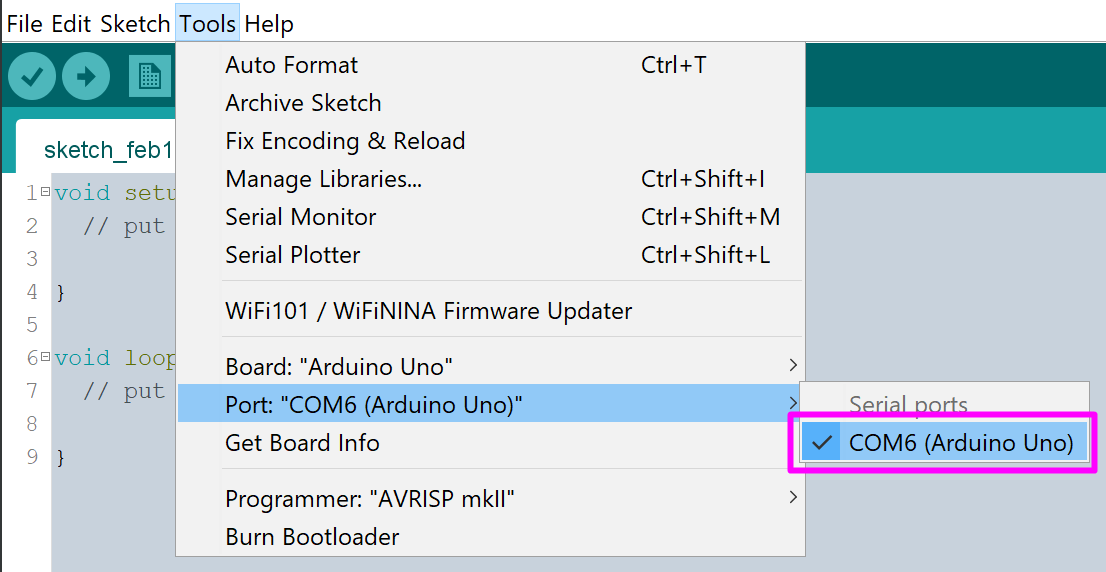 File Edit Sketch Tools Help
Auto Format Ctrl+T
Archive Sketch
Fix Encoding & Reload
Manage Libraries... Ctrl+Shift+I
Serial Monitor Ctrl+Shift+M
Serial Plotter Ctrl+Shift+L
WiFi101 / WiFiNINA Firmware Updater
Board: "Arduino Uno"
Port: "COM6 (Arduino Uno)"
Get Board Info
Programmer: "AVRISP mkII"
Burn Bootloader
Serial ports
COM6 (Arduino Uno)
sketch_feb1
1 void setu
2 // put
3
4 }
5
6 void loop
7 // put
8
9 }